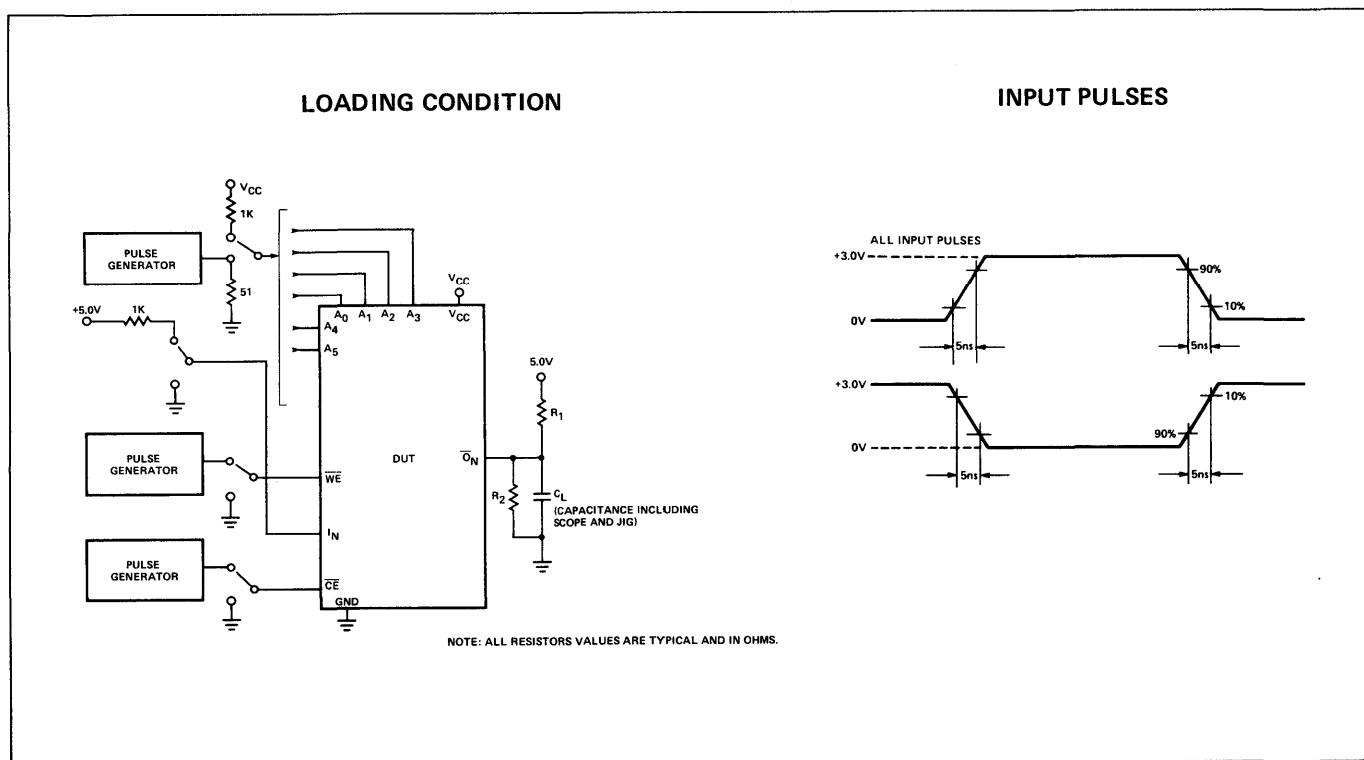 LOADING CONDITION
INPUT PULSES
VCC
1K
PULSE
GENERATOR
51
+5.0V
1K
A0
A1
A2
A3
VCC
VCC
A4
A5
5.0V
R1
PULSE
GENERATOR
DUT
ŌN
WE
R2
CL
(CAPACITANCE INCLUDING
SCOPE AND JIG)
IN
PULSE
GENERATOR
CE
GND
NOTE: ALL RESISTORS VALUES ARE TYPICAL AND IN OHMS.
ALL INPUT PULSES
+3.0V
90%
10%
0V
5ns
5ns
+3.0V
10%
90%
0V
5ns
5ns